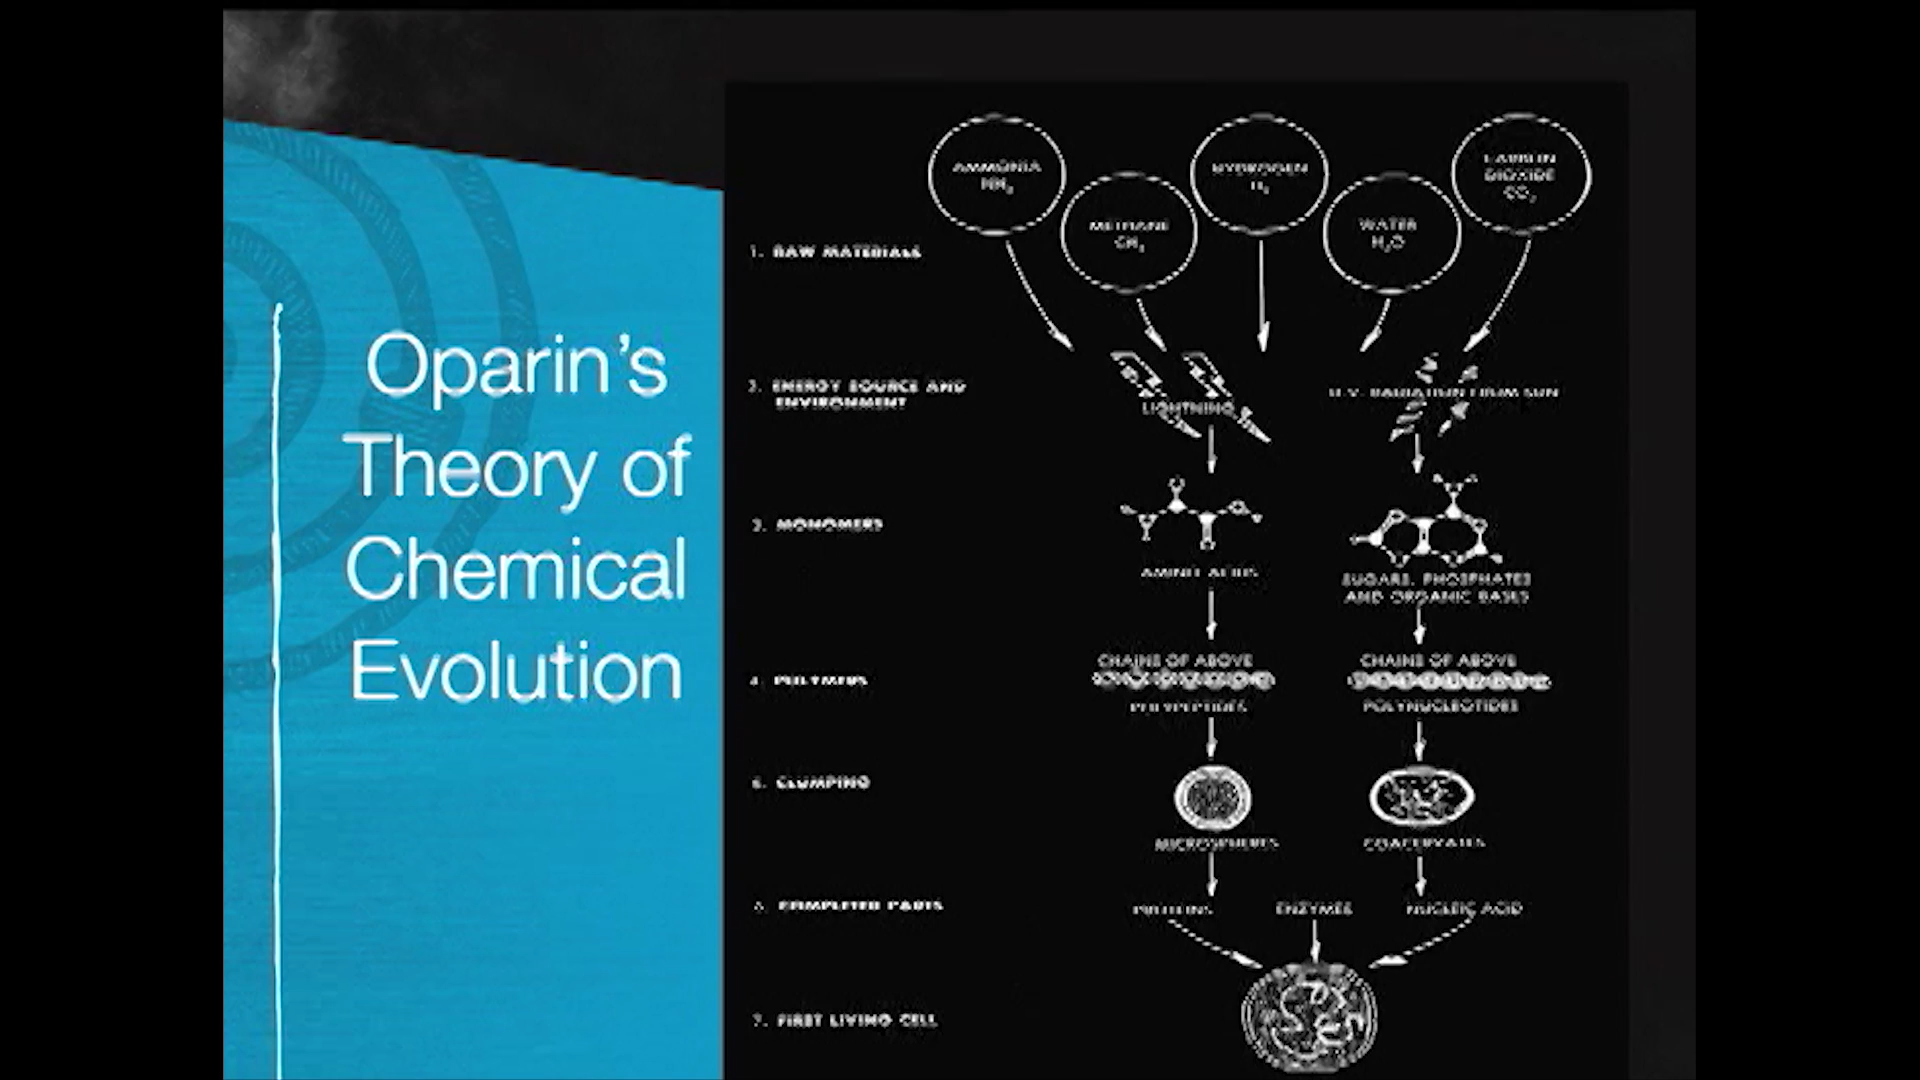 Oparin's
Theory of
Chemical
Evolution
AMMONIA
NH₃
METHANE
CH₄
HYDROGEN
H₂
WATER
H₂O
CARBON
DIOXIDE
CO₂
1. RAW MATERIALS
2. ENERGY SOURCE AND
ENVIRONMENT
LIGHTNING
U.V. RADIATION FROM SUN
3. MONOMERS
AMINO ACIDS
SUGARS, PHOSPHATES
AND ORGANIC BASES
4. POLYMERS
CHAINS OF ABOVE
POLYPEPTIDES
CHAINS OF ABOVE
POLYNUCLEOTIDES
CLUMPING
MICROSPHERES
COACERVATES
COMPLETED PARTS
PROTEINS
ENZYMES
NUCLEIC ACID
7. FIRST LIVING CELL